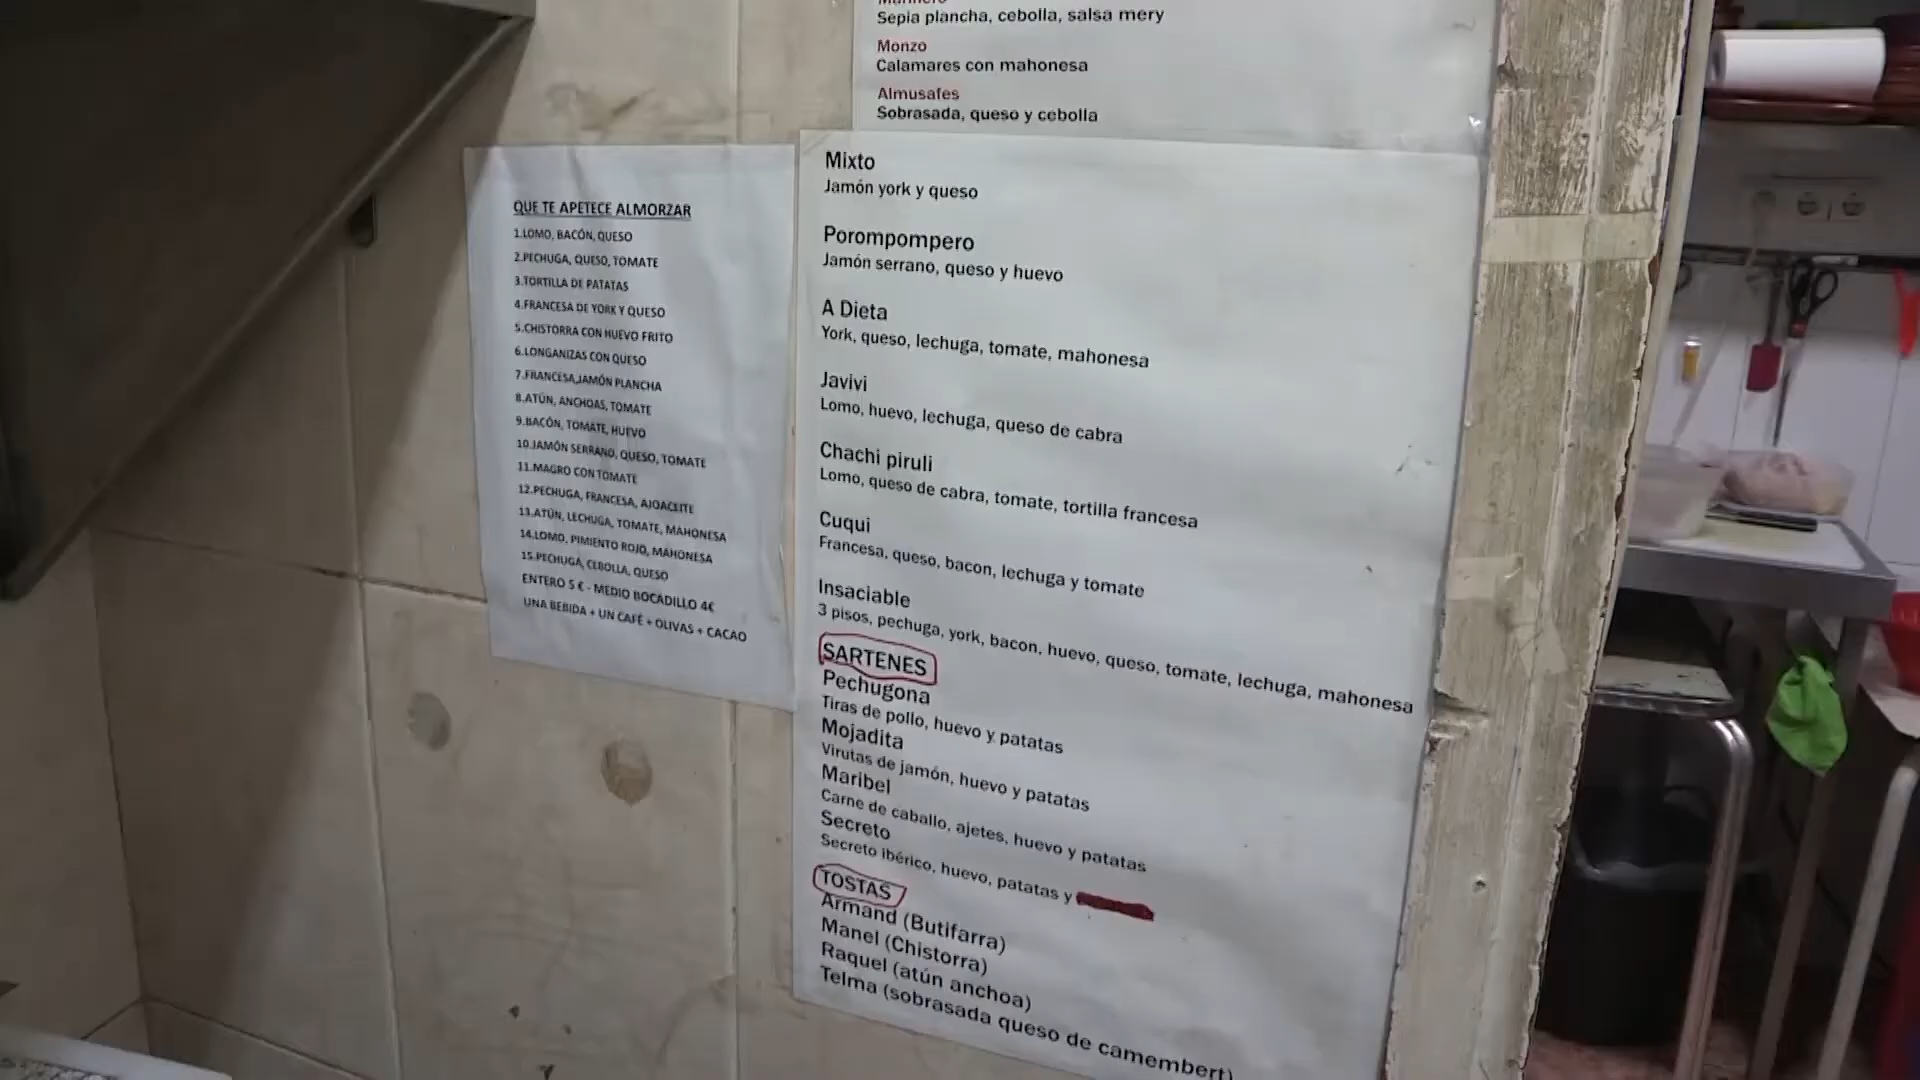 Sepia plancha, cebolla, salsa mery
Monzo
Calamares con mahonesa
Almusafes
Sobrasada, queso y cebolla
QUE TE APETECE ALMORZAR
1.LOMO, BACÓN, QUESO
2.PECHUGA, QUESO, TOMATE
3.TORTILLA DE PATATAS
4.FRANCESA DE YORK Y QUESO
5.CHISTORRA CON HUEVO FRITO
6.LONGANIZAS CON QUESO
7.FRANCESA,JAMÓN PLANCHA
8.ATÚN, ANCHOAS, TOMATE
9.BACÓN, TOMATE, HUEVO
10.JAMÓN SERRANO, QUESO, TOMATE
11.MAGRO CON TOMATE
12.PECHUGA, FRANCESA, AJOACEITE
13.ATÚN, LECHUGA, TOMATE, MAHONESA
14.LOMO, PIMIENTO ROJO, MAHONESA
15.PECHUGA, CEBOLLA, QUESO
ENTERO 5 € - MEDIO BOCADILLO 4€
UNA BEBIDA + UN CAFÉ + OLIVAS + CACAO
Mixto
Jamón york y queso
Porompompero
Jamón serrano, queso y huevo
A Dieta
York, queso, lechuga, tomate, mahonesa
Javivi
Lomo, huevo, lechuga, queso de cabra
Chachi piruli
Lomo, queso de cabra, tomate, tortilla francesa
Cuqui
Francesa, queso, bacon, lechuga y tomate
Insaciable
3 pisos, pechuga, york, bacon, huevo, queso, tomate, lechuga, mahonesa
SARTENES
Pechugona
Tiras de pollo, huevo y patatas
Mojadita
Virutas de jamón, huevo y patatas
Maribel
Carne de caballo, ajetes, huevo y patatas
Secreto
Secreto ibérico, huevo, patatas y
TOSTAS
Armand (Butifarra)
Manel (Chistorra)
Raquel (atún anchoa)
Telma (sobrasada queso de camembert)